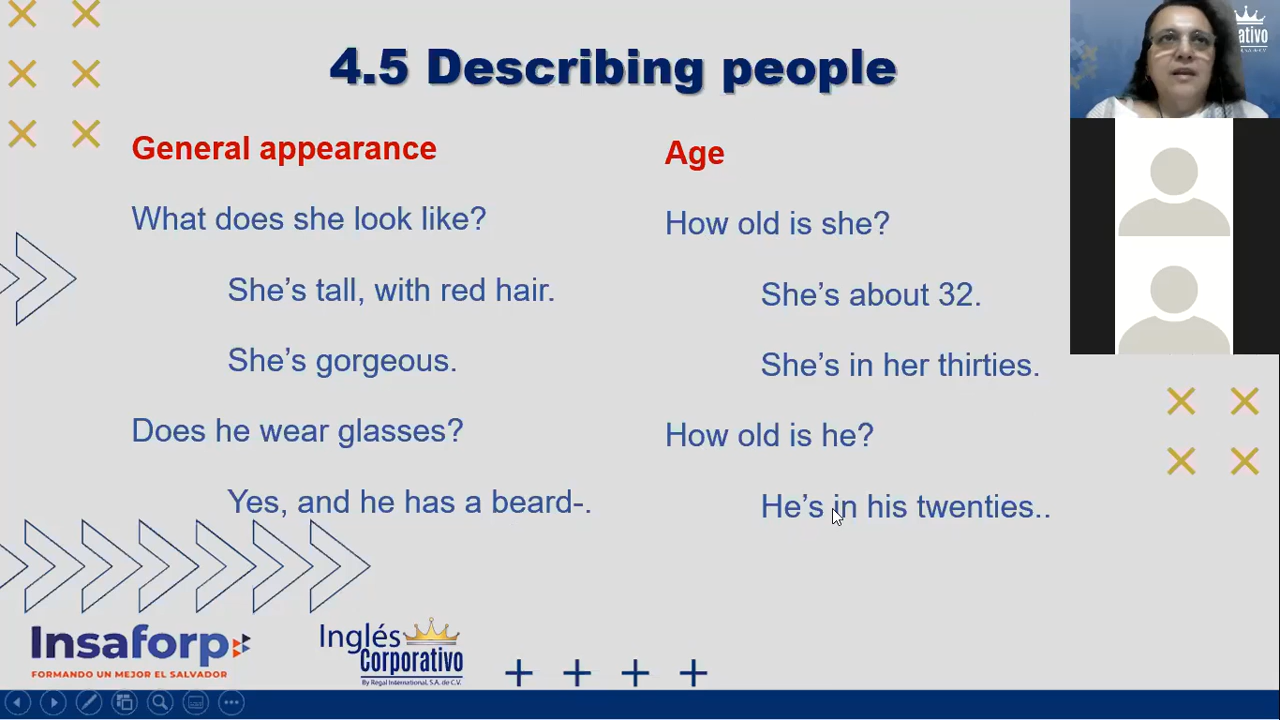 4.5 Describing people
General appearance
What does she look like?
She's tall, with red hair.
She's gorgeous.
Does he wear glasses?
Yes, and he has a beard-.
Age
How old is she?
She's about 32.
She's in her thirties.
How old is he?
He's in his twenties..
Insaforp
FORMANDO UN MEJOR EL SALVADOR
Inglés
Corporativo
By Regal International, S.A. de C.V.
ativo